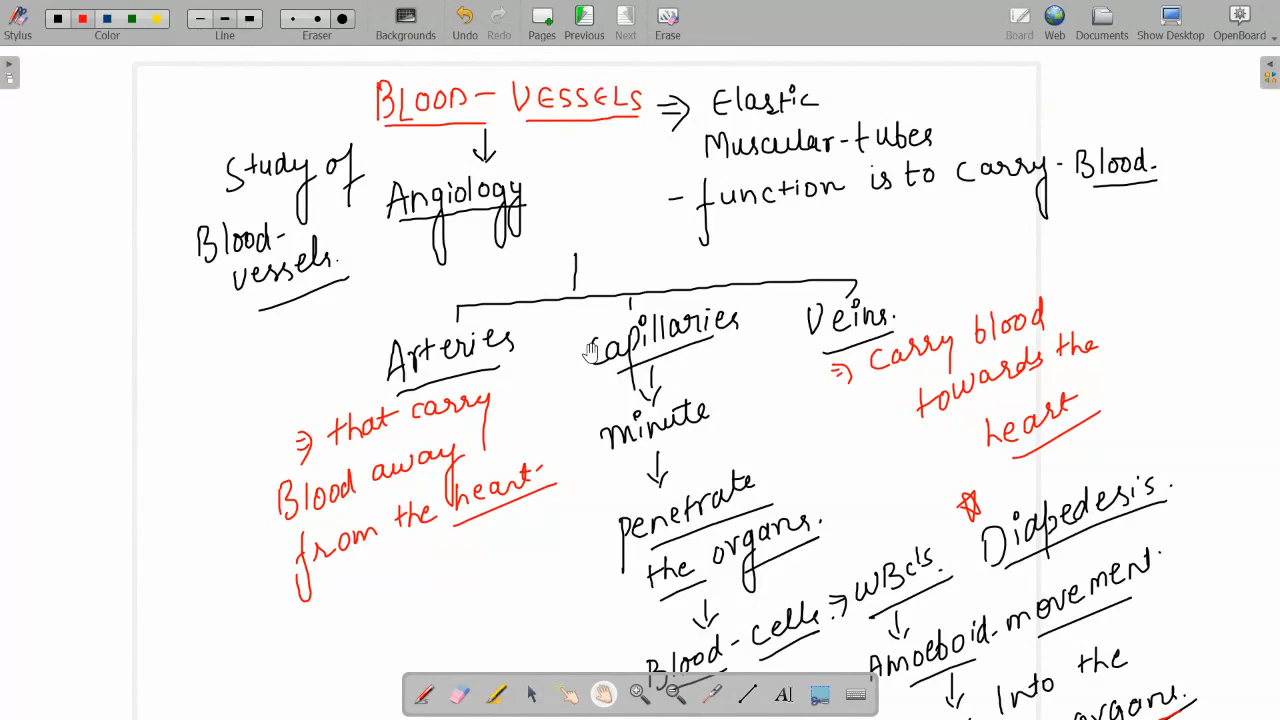 Stylus
Color
Line
Eraser
Backgrounds
Undo
Redo
Pages
Previous
Next
Erase
Board
Web
Documents
Show Desktop
OpenBoard
BLOOD - VESSELS ⇒ Elastic
Muscular-tubes
- function is to carry - Blood.
Study of
Blood-
vessels.
Angiology
Arteries
⇒ that carry
Blood away
from the heart-
Capillaries
minute
penetrate
the organs.
Blood - cells. ⇒ WBC's.
Veins.
⇒ Carry blood
towards the
heart
Diapedesis.
Amoeboid-movement.
Into the
organs.
AI